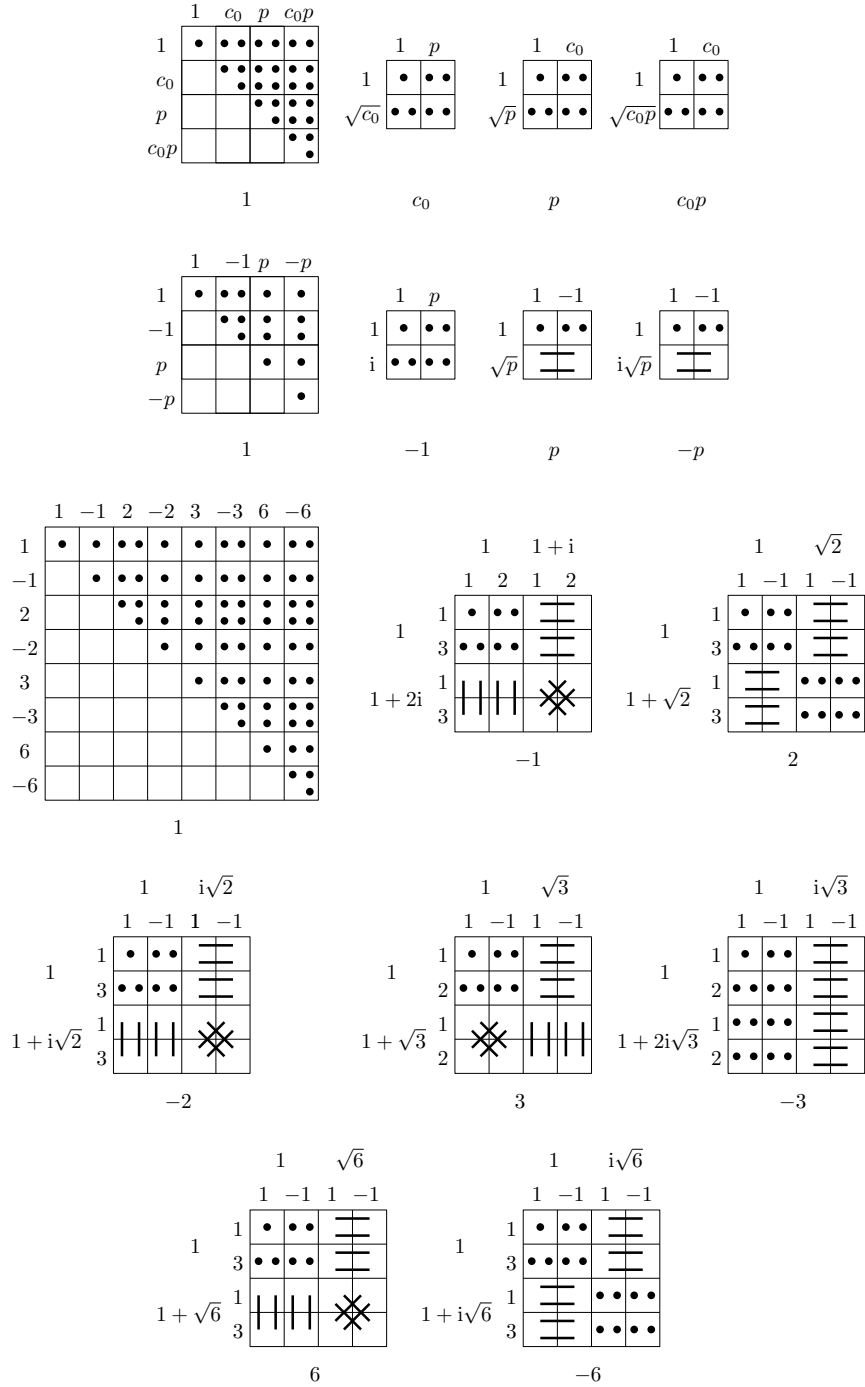 1 c₀ p c₀p
1 p 1 c₀ 1 c₀
1 1 1 1
c₀ √c₀ √p √c₀p
p
c₀p
1 c₀ p c₀p
1 −1 p −p
1 p 1 −1 1 −1
1 1 1 1
−1 i √p i√p
p
−p
1 −1 p −p
1 −1 2 −2 3 −3 6 −6
1
−1
2
−2
3
−3
6
−6
1
1 1 + i
1 2 1 2
1 1
3
1 + 2i 1
3
−1
1 √2
1 −1 1 −1
1 1
3
1 + √2 1
3
2
1 i√2
1 −1 1 −1
1 1
3
1 + i√2 1
3
−2
1 √3
1 −1 1 −1
1 1
2
1 + √3 1
2
3
1 i√3
1 −1 1 −1
1 1
2
1 + 2i√3 1
2
−3
1 √6
1 −1 1 −1
1 1
3
1 + √6 1
3
6
1 i√6
1 −1 1 −1
1 1
3
1 + i√6 1
3
−6